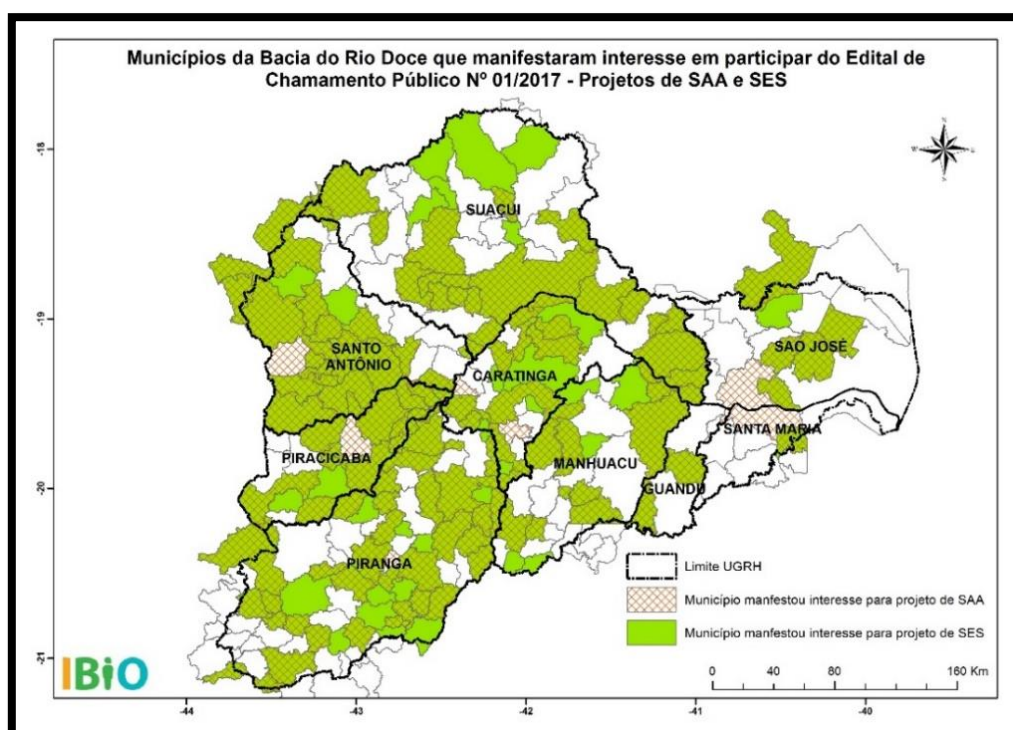 Municípios da Bacia do Rio Doce que manifestaram interesse em participar do Edital de
Chamamento Público Nº 01/2017 - Projetos de SAA e SES
-18
-19
-20
-21
N
W
E
S
SUAÇUI
SANTO
ANTÔNIO
SAO JOSÉ
CARATINGA
SANTA MARIA
PIRACICABA
MANHUACU
GUANDU
PIRANGA
Limite UGRH
Município manfestou interesse para projeto de SAA
Município manifestou interesse para projeto de SES
0 40 80 160 Km
IBiO
-44 -43 -42 -41 -40